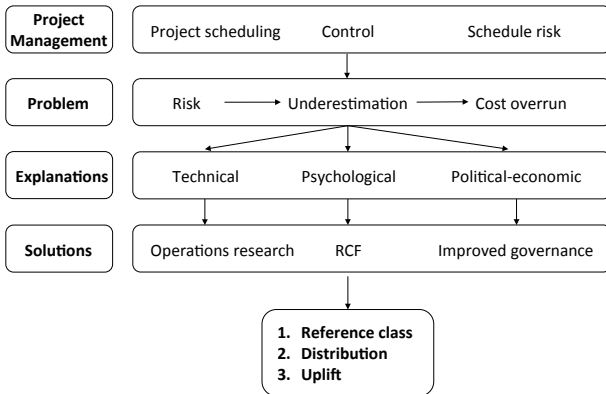 Project
Management
Project scheduling Control Schedule risk
Problem
Risk Underestimation Cost overrun
Explanations
Technical Psychological Political-economic
Solutions
Operations research RCF Improved governance
1. Reference class
2. Distribution
3. Uplift